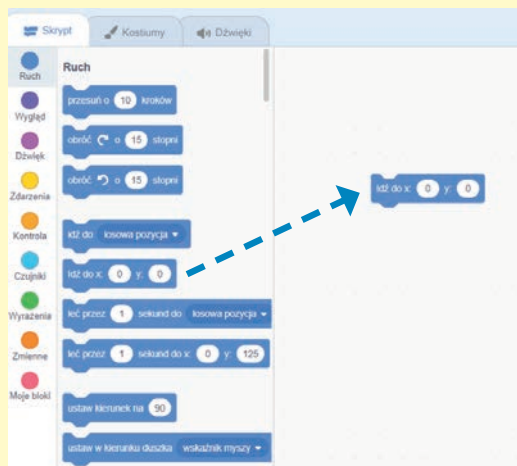 Skrypt Kostiumy Dźwięki
Ruch
Wygląd
Dźwięk
Zdarzenia
Kontrola
Czujniki
Wyrażenia
Zmienne
Moje bloki
Ruch
przesuń o 10 kroków
obróć o 15 stopni
obróć o 15 stopni
idź do losowa pozycja
idź do x: 0 y: 0
leć przez 1 sekund do losowa pozycja
leć przez 1 sekund do x: 0 y: 125
ustaw kierunek na 90
ustaw w kierunku duszka wskaźnik myszy
idź do x: 0 y: 0